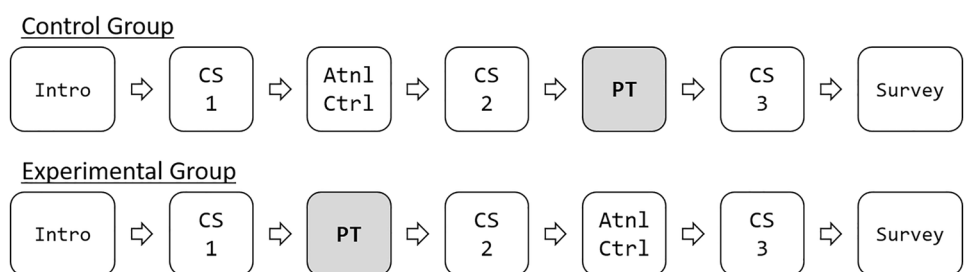 Control Group
Intro
CS
1
Atnl
Ctrl
CS
2
PT
CS
3
Survey
Experimental Group
Intro
CS
1
PT
CS
2
Atnl
Ctrl
CS
3
Survey